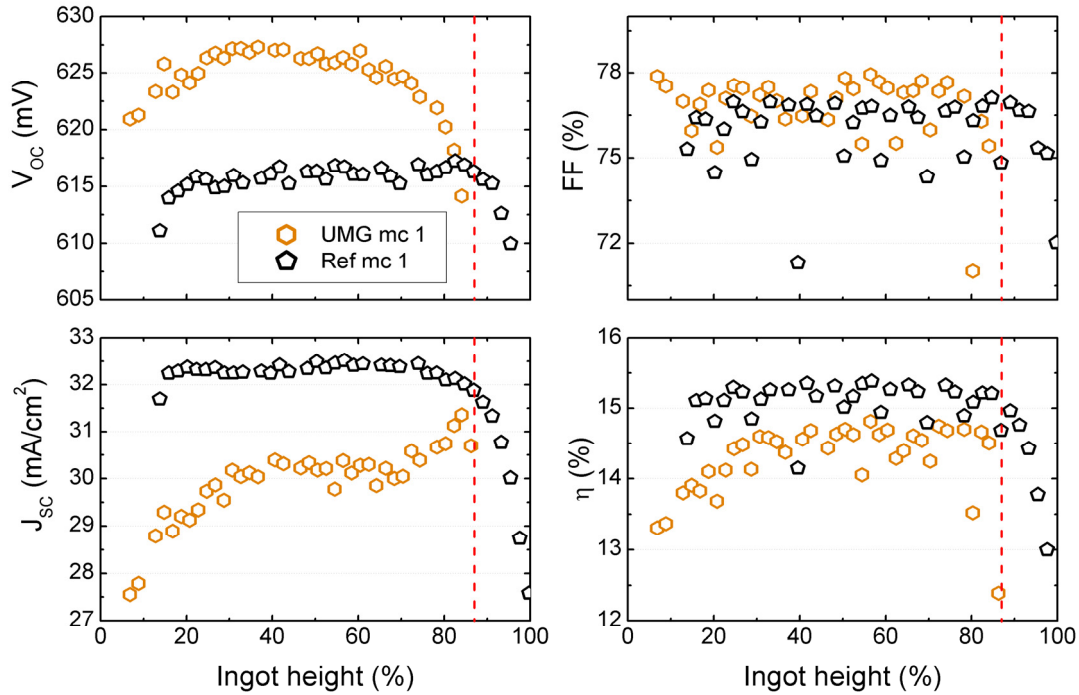 630
625
620
615
610
605
V_OC (mV)
UMG mc 1
Ref mc 1
78
75
72
FF (%)
33
32
31
30
29
28
27
J_SC (mA/cm²)
0 20 40 60 80 100
Ingot height (%)
16
15
14
13
12
η (%)
0 20 40 60 80 100
Ingot height (%)